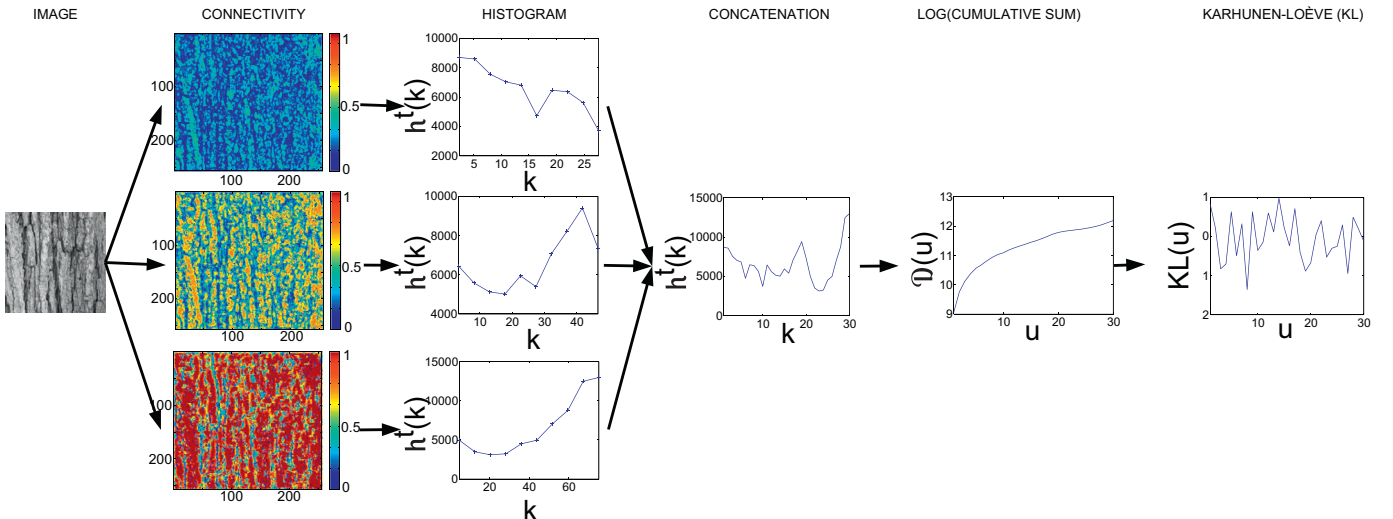 IMAGE CONNECTIVITY HISTOGRAM CONCATENATION LOG(CUMULATIVE SUM) KARHUNEN-LOÈVE (KL)
100
200
100 200
1
0.5
0
10000
8000
6000
4000
2000
5 10 15 20 25
hᵗ(k)
k
100
200
100 200
1
0.5
0
10000
8000
6000
4000
20 40
hᵗ(k)
k
100
200
100 200
1
0.5
0
15000
10000
5000
0
20 40 60
hᵗ(k)
k
15000
10000
5000
0
10 20 30
hᵗ(k)
k
13
12
11
10
9
10 20 30
𝔇(u)
u
1
0
1
2
10 20 30
KL(u)
u